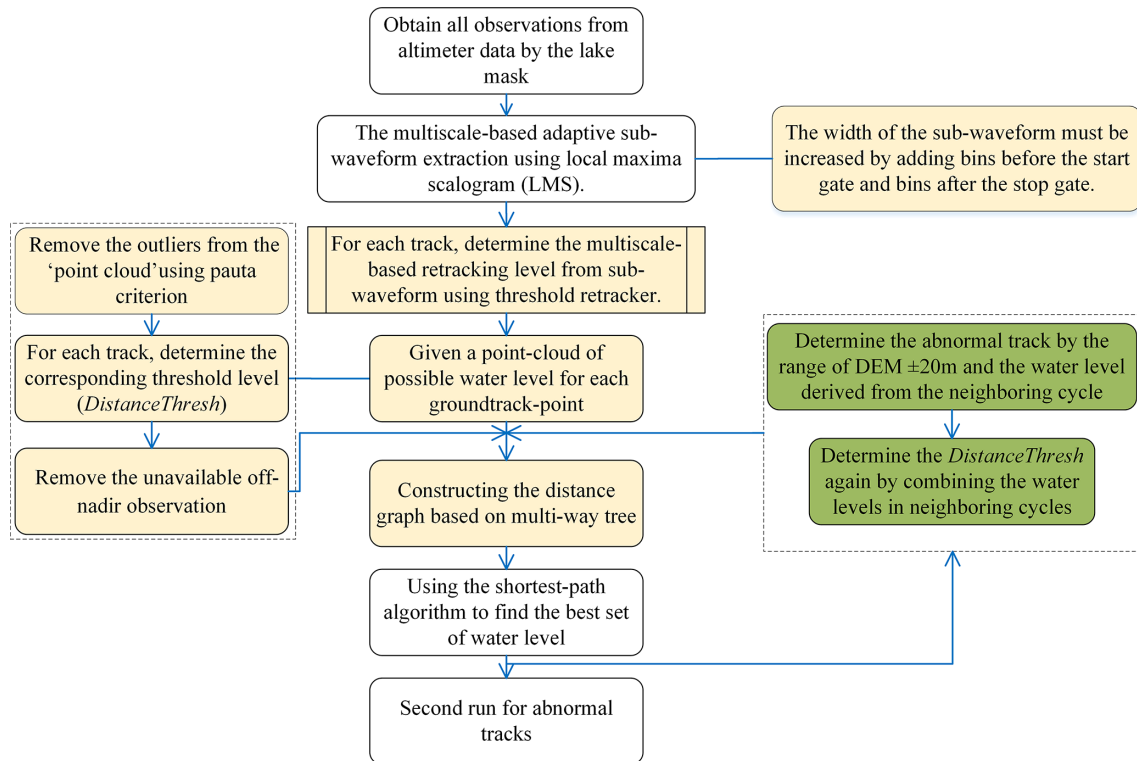 Obtain all observations from
altimeter data by the lake
mask
The multiscale-based adaptive sub-
waveform extraction using local maxima
scalogram (LMS).
The width of the sub-waveform must be
increased by adding bins before the start
gate and bins after the stop gate.
Remove the outliers from the
‘point cloud’using pauta
criterion
For each track, determine the multiscale-
based retracking level from sub-
waveform using threshold retracker.
For each track, determine the
corresponding threshold level
(DistanceThresh)
Given a point-cloud of
possible water level for each
groundtrack-point
Determine the abnormal track by the
range of DEM ±20m and the water level
derived from the neighboring cycle
Remove the unavailable off-
nadir observation
Constructing the distance
graph based on multi-way tree
Determine the DistanceThresh
again by combining the water
levels in neighboring cycles
Using the shortest-path
algorithm to find the best set
of water level
Second run for abnormal
tracks